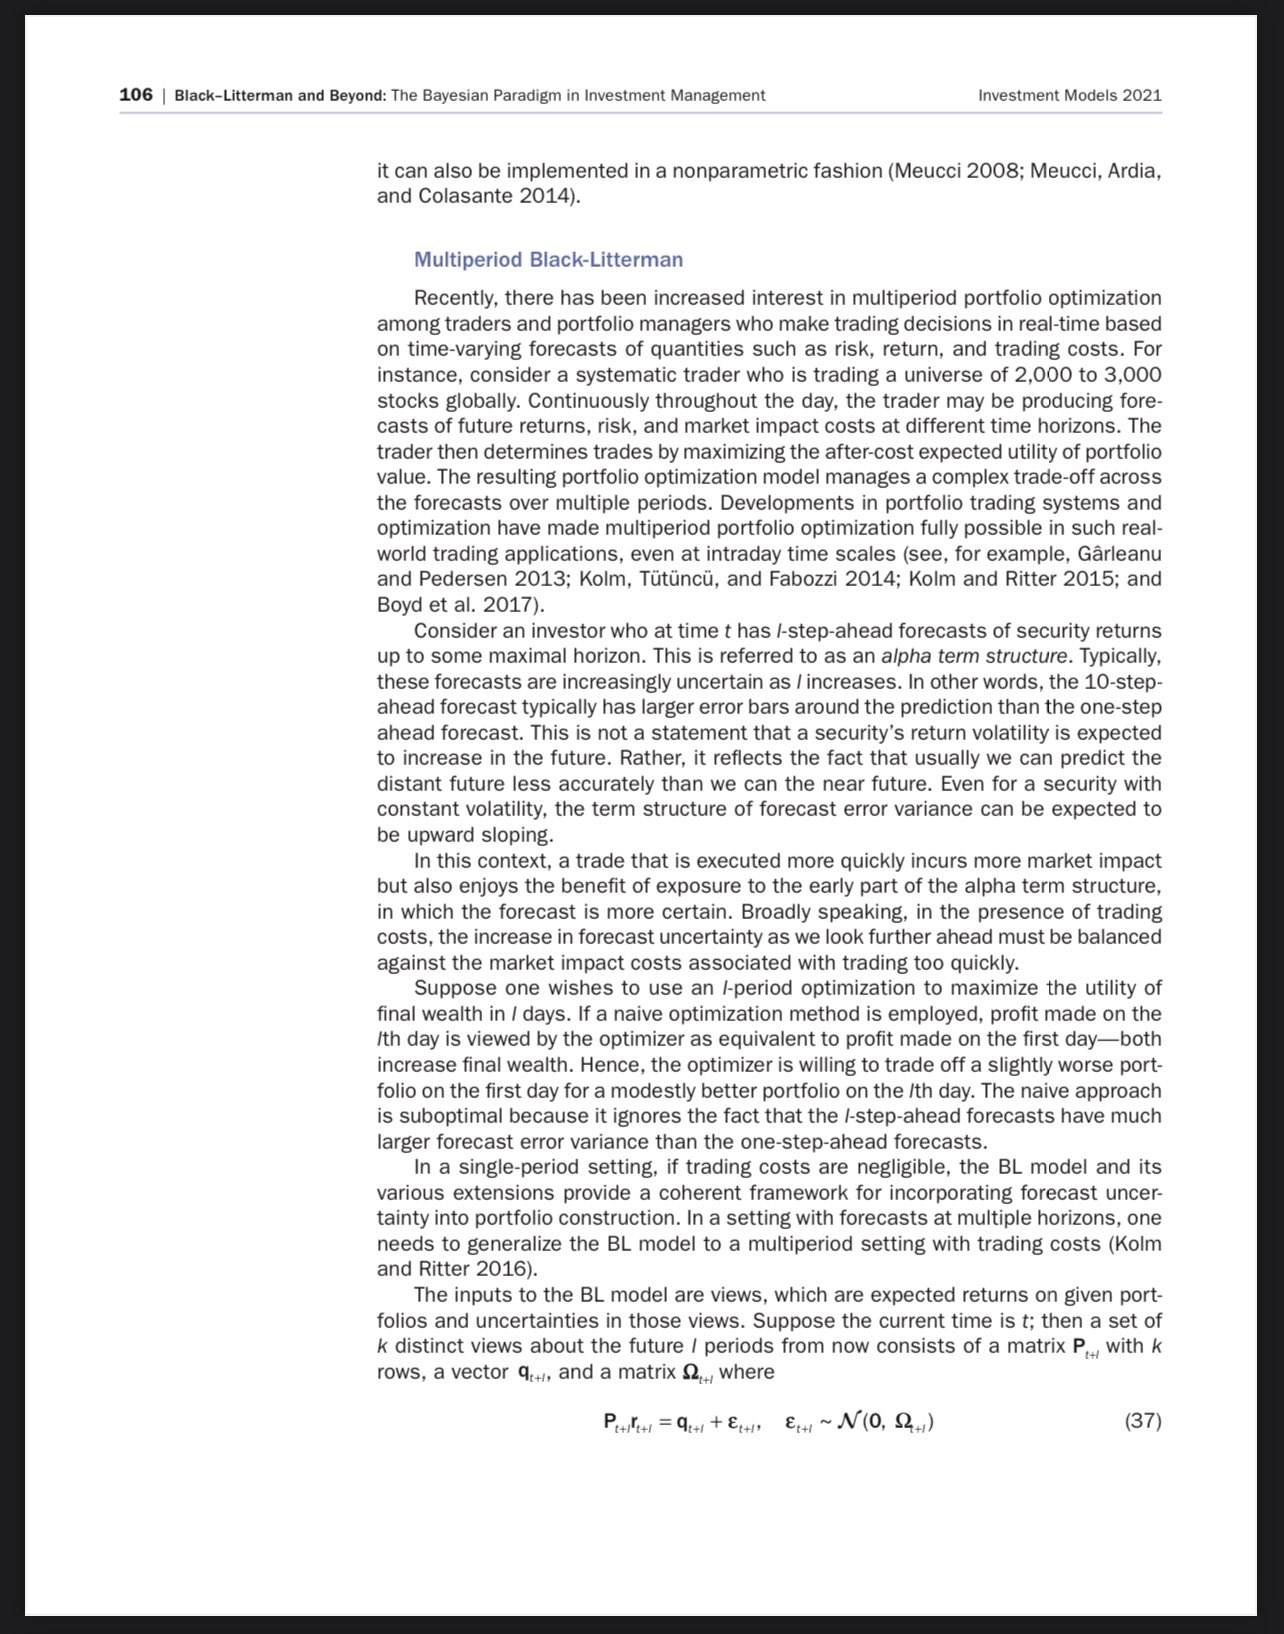 106 | Black–Litterman and Beyond: The Bayesian Paradigm in Investment Management Investment Models 2021
it can also be implemented in a nonparametric fashion (Meucci 2008; Meucci, Ardia,
and Colasante 2014).
Multiperiod Black-Litterman
Recently, there has been increased interest in multiperiod portfolio optimization
among traders and portfolio managers who make trading decisions in real-time based
on time-varying forecasts of quantities such as risk, return, and trading costs. For
instance, consider a systematic trader who is trading a universe of 2,000 to 3,000
stocks globally. Continuously throughout the day, the trader may be producing fore-
casts of future returns, risk, and market impact costs at different time horizons. The
trader then determines trades by maximizing the after-cost expected utility of portfolio
value. The resulting portfolio optimization model manages a complex trade-off across
the forecasts over multiple periods. Developments in portfolio trading systems and
optimization have made multiperiod portfolio optimization fully possible in such real-
world trading applications, even at intraday time scales (see, for example, Gârleanu
and Pedersen 2013; Kolm, Tütüncü, and Fabozzi 2014; Kolm and Ritter 2015; and
Boyd et al. 2017).
Consider an investor who at time t has l-step-ahead forecasts of security returns
up to some maximal horizon. This is referred to as an alpha term structure. Typically,
these forecasts are increasingly uncertain as l increases. In other words, the 10-step-
ahead forecast typically has larger error bars around the prediction than the one-step
ahead forecast. This is not a statement that a security's return volatility is expected
to increase in the future. Rather, it reflects the fact that usually we can predict the
distant future less accurately than we can the near future. Even for a security with
constant volatility, the term structure of forecast error variance can be expected to
be upward sloping.
In this context, a trade that is executed more quickly incurs more market impact
but also enjoys the benefit of exposure to the early part of the alpha term structure,
in which the forecast is more certain. Broadly speaking, in the presence of trading
costs, the increase in forecast uncertainty as we look further ahead must be balanced
against the market impact costs associated with trading too quickly.
Suppose one wishes to use an l-period optimization to maximize the utility of
final wealth in l days. If a naive optimization method is employed, profit made on the
lth day is viewed by the optimizer as equivalent to profit made on the first day—both
increase final wealth. Hence, the optimizer is willing to trade off a slightly worse port-
folio on the first day for a modestly better portfolio on the lth day. The naive approach
is suboptimal because it ignores the fact that the l-step-ahead forecasts have much
larger forecast error variance than the one-step-ahead forecasts.
In a single-period setting, if trading costs are negligible, the BL model and its
various extensions provide a coherent framework for incorporating forecast uncer-
tainty into portfolio construction. In a setting with forecasts at multiple horizons, one
needs to generalize the BL model to a multiperiod setting with trading costs (Kolm
and Ritter 2016).
The inputs to the BL model are views, which are expected returns on given port-
folios and uncertainties in those views. Suppose the current time is t; then a set of
k distinct views about the future l periods from now consists of a matrix P_{t+l} with k
rows, a vector q_{t+l}, and a matrix Ω_{t+l} where
P_{t+l}r_{t+l} = q_{t+l} + ε_{t+l}, ε_{t+l} ~ N(0, Ω_{t+l}) (37)